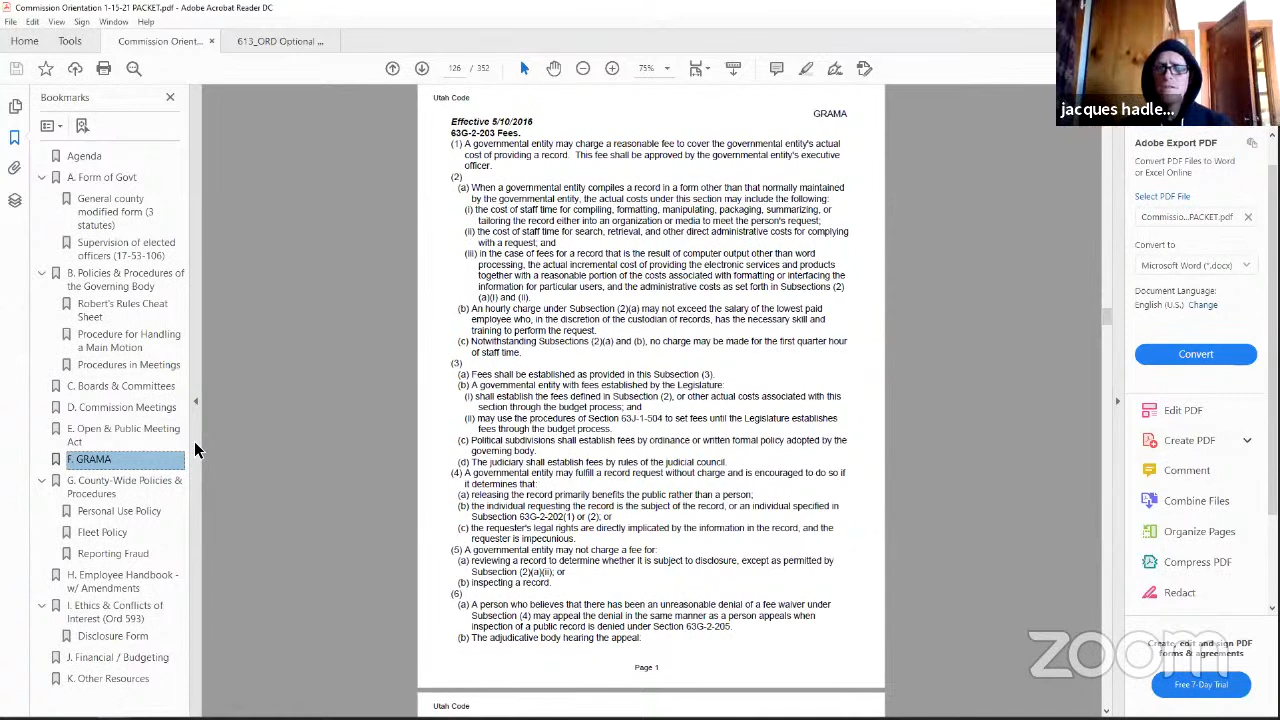 Commission Orientation 1-15-21 PACKET.pdf - Adobe Acrobat Reader DC
File Edit View Sign Window Help
Home Tools Commission Orient... × 613_ORD Optional ...
126 / 352 75%
Bookmarks
Agenda
A. Form of Govt
General county
modified form (3
statutes)
Supervision of elected
officers (17-53-106)
B. Policies & Procedures of
the Governing Body
Robert's Rules Cheat
Sheet
Procedure for Handling
a Main Motion
Procedures in Meetings
C. Boards & Committees
D. Commission Meetings
E. Open & Public Meeting
Act
F. GRAMA
G. County-Wide Policies &
Procedures
Personal Use Policy
Fleet Policy
Reporting Fraud
H. Employee Handbook -
w/ Amendments
I. Ethics & Conflicts of
Interest (Ord 593)
Disclosure Form
J. Financial / Budgeting
K. Other Resources
Utah Code
GRAMA
Effective 5/10/2016
63G-2-203 Fees.
(1) A governmental entity may charge a reasonable fee to cover the governmental entity's actual
cost of providing a record. This fee shall be approved by the governmental entity's executive
officer.
(2)
(a) When a governmental entity compiles a record in a form other than that normally maintained
by the governmental entity, the actual costs under this section may include the following:
(i) the cost of staff time for compiling, formatting, manipulating, packaging, summarizing, or
tailoring the record either into an organization or media to meet the person's request;
(ii) the cost of staff time for search, retrieval, and other direct administrative costs for complying
with a request; and
(iii) in the case of fees for a record that is the result of computer output other than word
processing, the actual incremental cost of providing the electronic services and products
together with a reasonable portion of the costs associated with formatting or interfacing the
information for particular users, and the administrative costs as set forth in Subsections (2)
(a)(i) and (ii).
(b) An hourly charge under Subsection (2)(a) may not exceed the salary of the lowest paid
employee who, in the discretion of the custodian of records, has the necessary skill and
training to perform the request.
(c) Notwithstanding Subsections (2)(a) and (b), no charge may be made for the first quarter hour
of staff time.
(3)
(a) Fees shall be established as provided in this Subsection (3).
(b) A governmental entity with fees established by the Legislature:
(i) shall establish the fees defined in Subsection (2), or other actual costs associated with this
section through the budget process; and
(ii) may use the procedures of Section 63J-1-504 to set fees until the Legislature establishes
fees through the budget process.
(c) Political subdivisions shall establish fees by ordinance or written formal policy adopted by the
governing body.
(d) The judiciary shall establish fees by rules of the judicial council.
(4) A governmental entity may fulfill a record request without charge and is encouraged to do so if
it determines that:
(a) releasing the record primarily benefits the public rather than a person;
(b) the individual requesting the record is the subject of the record, or an individual specified in
Subsection 63G-2-202(1) or (2); or
(c) the requester's legal rights are directly implicated by the information in the record, and the
requester is impecunious.
(5) A governmental entity may not charge a fee for:
(a) reviewing a record to determine whether it is subject to disclosure, except as permitted by
Subsection (2)(a)(ii); or
(b) inspecting a record.
(6)
(a) A person who believes that there has been an unreasonable denial of a fee waiver under
Subsection (4) may appeal the denial in the same manner as a person appeals when
inspection of a public record is denied under Section 63G-2-205.
(b) The adjudicative body hearing the appeal:
Page 1
Utah Code
jacques hadle...
Adobe Export PDF
Convert PDF Files to Word
or Excel Online
Select PDF File
Commissio...PACKET.pdf ×
Convert to
Microsoft Word (*.docx)
Document Language:
English (U.S.) Change
Convert
Edit PDF
Create PDF
Comment
Combine Files
Organize Pages
Compress PDF
Redact
Create, edit and sign PDF
forms & agreements
Free 7-Day Trial
zoom